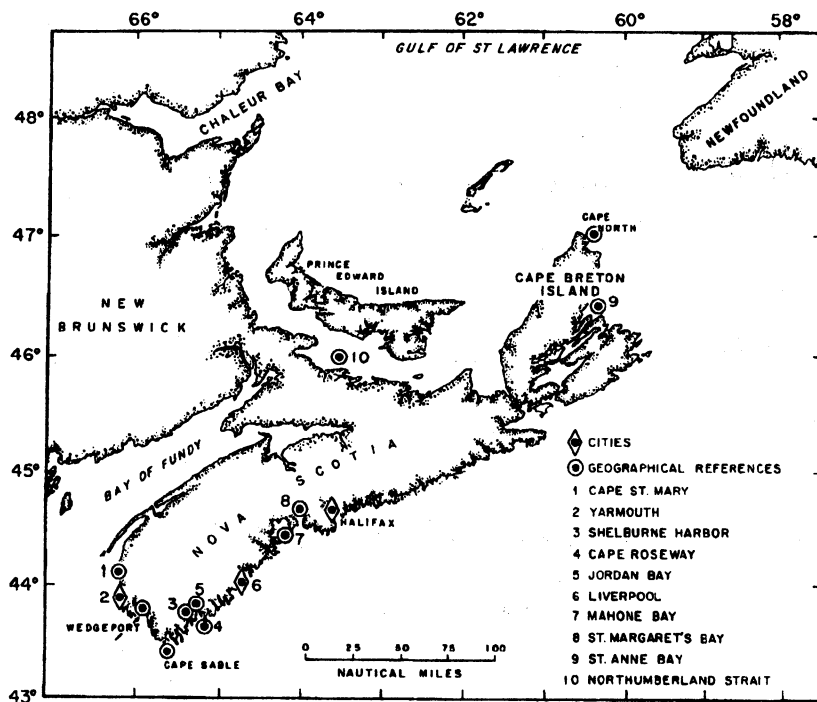 66° 64° 62° 60° 58°
GULF OF ST LAWRENCE
48°
CHALEUR BAY
NEWFOUNDLAND
47°
CAPE NORTH
PRINCE EDWARD ISLAND
CAPE BRETON ISLAND
9
NEW BRUNSWICK
46°
10
CITIES
GEOGRAPHICAL REFERENCES
1 CAPE ST. MARY
2 YARMOUTH
3 SHELBURNE HARBOR
4 CAPE ROSEWAY
5 JORDAN BAY
6 LIVERPOOL
7 MAHONE BAY
8 ST. MARGARET'S BAY
9 ST. ANNE BAY
10 NORTHUMBERLAND STRAIT
45°
BAY OF FUNDY
NOVA SCOTIA
8
HALIFAX
7
44°
1
2
3
5
6
4
WEDGEPORT
CAPE SABLE
0 25 50 75 100
NAUTICAL MILES
43°